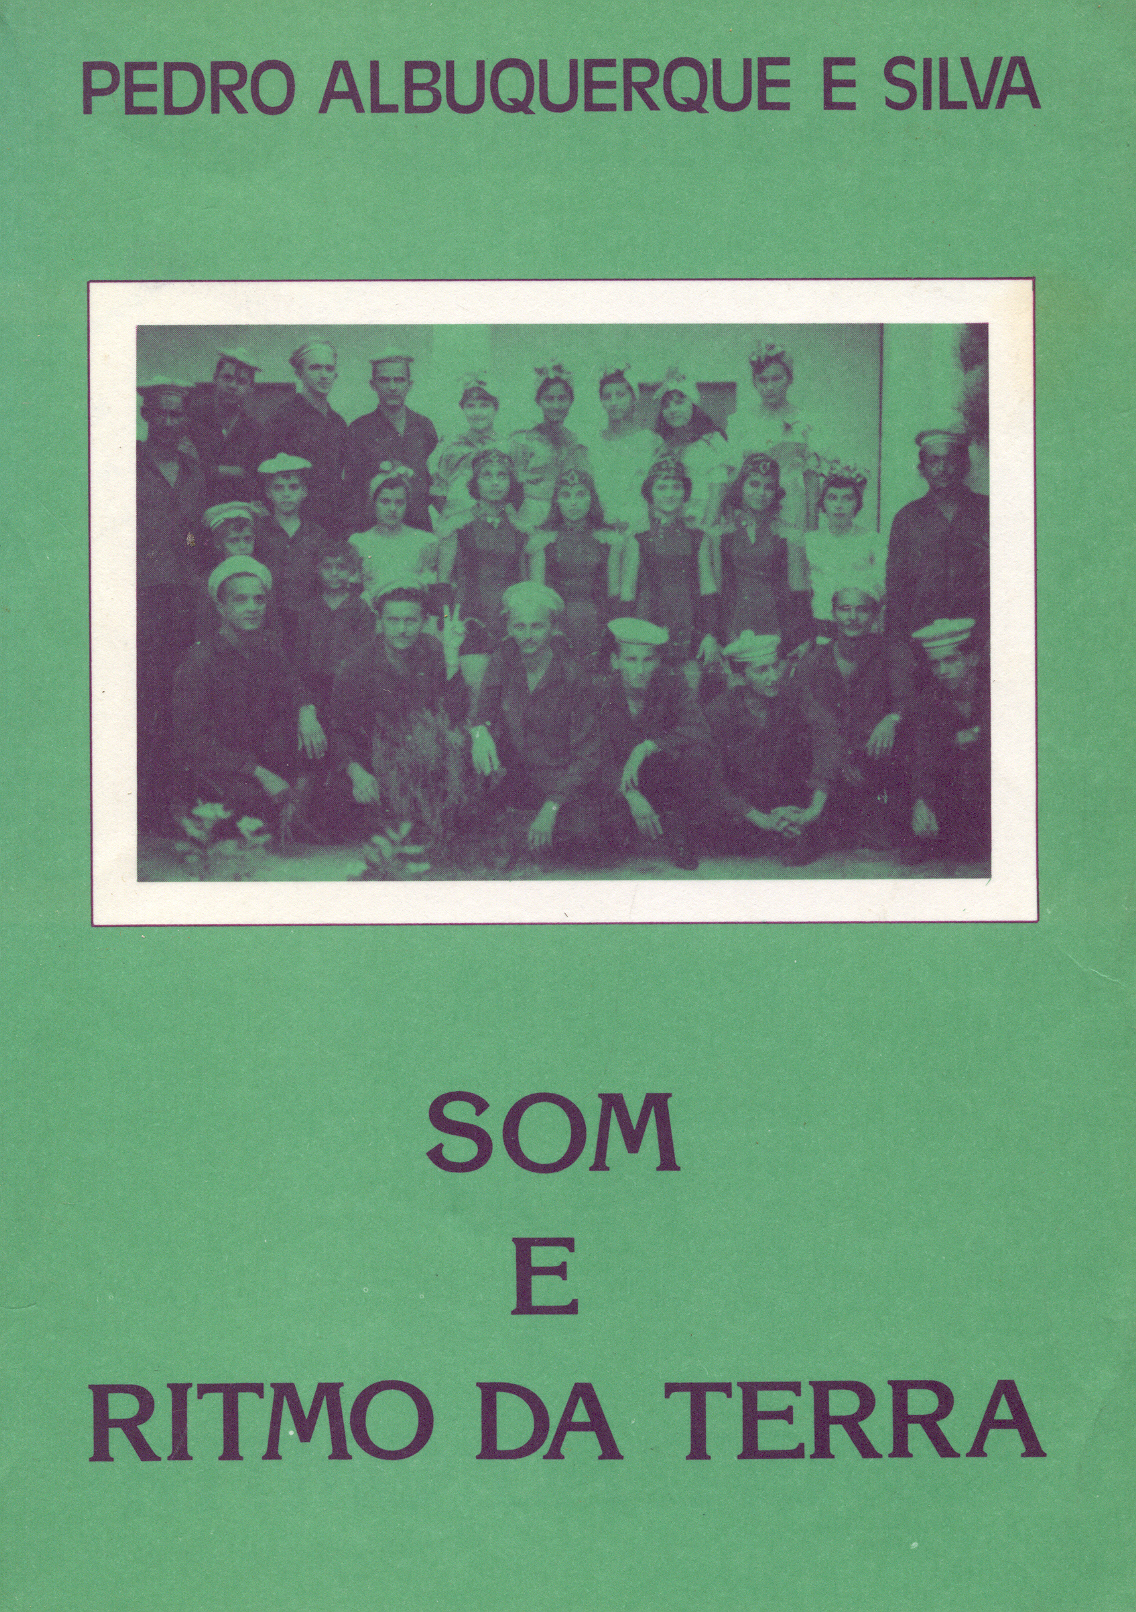 PEDRO ALBUQUERQUE E SILVA
SOM
E
RITMO DA TERRA